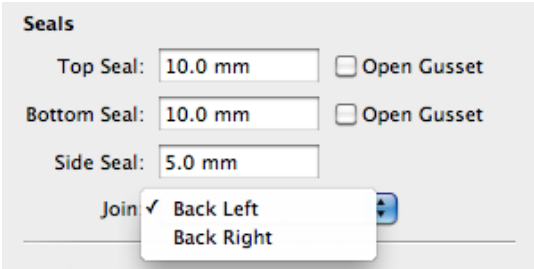 Seals
Top Seal: 10.0 mm Open Gusset
Bottom Seal: 10.0 mm Open Gusset
Side Seal: 5.0 mm
Join: ✓ Back Left
Back Right